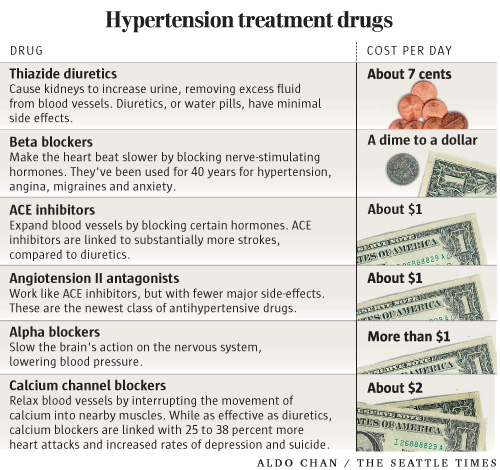 Hypertension treatment drugs
DRUG
COST PER DAY
Thiazide diuretics
About 7 cents
Cause kidneys to increase urine, removing excess fluid
from blood vessels. Diuretics, or water pills, have minimal
side effects.
Beta blockers
A dime to a dollar
Make the heart beat slower by blocking nerve-stimulating
hormones. They've been used for 40 years for hypertension,
angina, migraines and anxiety.
ACE inhibitors
About $1
Expand blood vessels by blocking certain hormones. ACE
inhibitors are linked to substantially more strokes,
compared to diuretics.
Angiotension II antagonists
About $1
Work like ACE inhibitors, but with fewer major side-effects.
These are the newest class of antihypertensive drugs.
Alpha blockers
More than $1
Slow the brain's action on the nervous system,
lowering blood pressure.
Calcium channel blockers
About $2
Relax blood vessels by interrupting the movement of
calcium into nearby muscles. While as effective as diuretics,
calcium blockers are linked with 25 to 38 percent more
heart attacks and increased rates of depression and suicide.
ALDO CHAN / THE SEATTLE TIMES